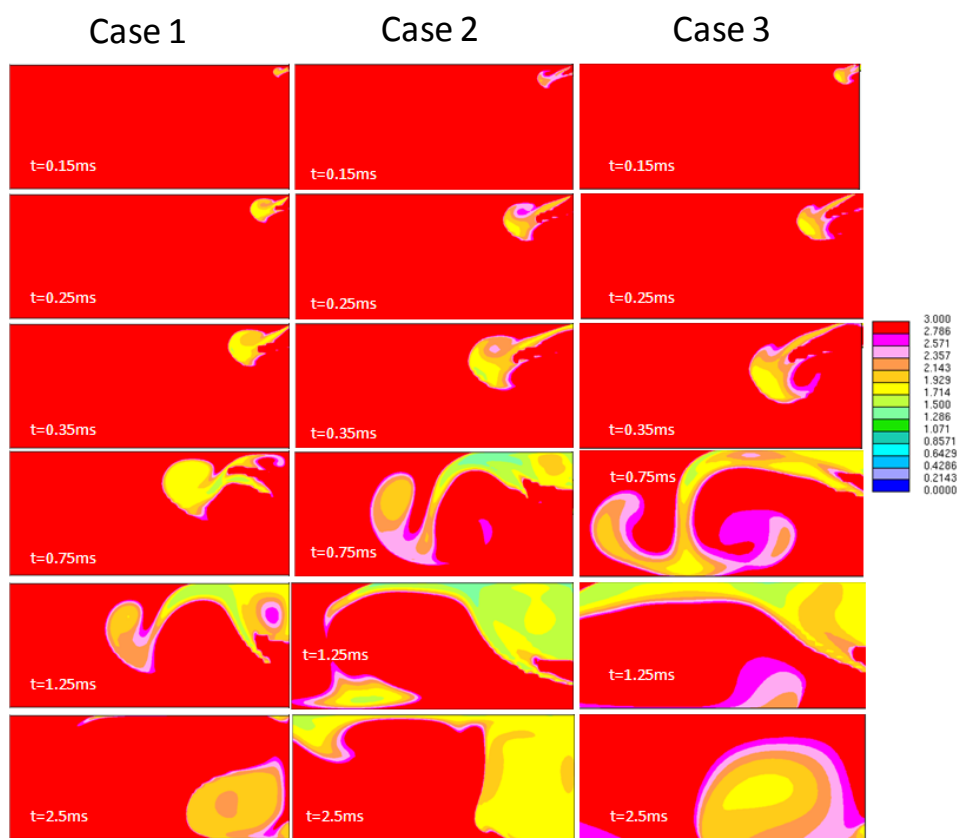 Case 1 Case 2 Case 3
t=0.15ms t=0.15ms t=0.15ms
t=0.25ms t=0.25ms t=0.25ms
t=0.35ms t=0.35ms t=0.35ms
t=0.75ms t=0.75ms t=0.75ms
t=1.25ms t=1.25ms t=1.25ms
t=2.5ms t=2.5ms t=2.5ms
3.000
2.786
2.571
2.357
2.143
1.929
1.714
1.500
1.286
1.071
0.8571
0.6429
0.4286
0.2143
0.0000